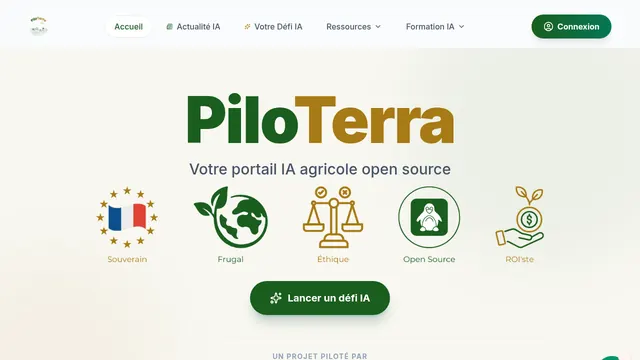 Accueil
Actualité IA
Votre Défi IA
Ressources
Formation IA
Connexion
PiloTerra
Votre portail IA agricole open source
Souverain
Frugal
Éthique
Open Source
ROI'ste
Lancer un défi IA
UN PROJET PILOTÉ PAR